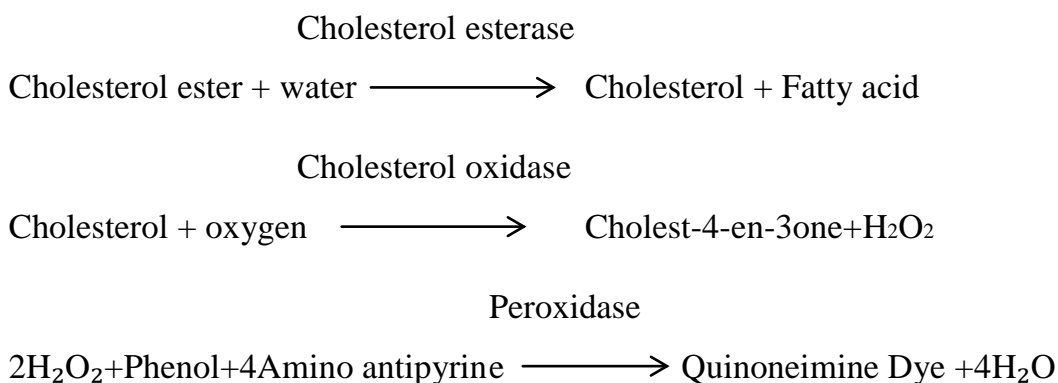 Cholesterol esterase
Cholesterol ester + water ⟶ Cholesterol + Fatty acid
Cholesterol oxidase
Cholesterol + oxygen ⟶ Cholest-4-en-3one+H₂O₂
Peroxidase
2H₂O₂+Phenol+4Amino antipyrine ⟶ Quinoneimine Dye +4H₂O